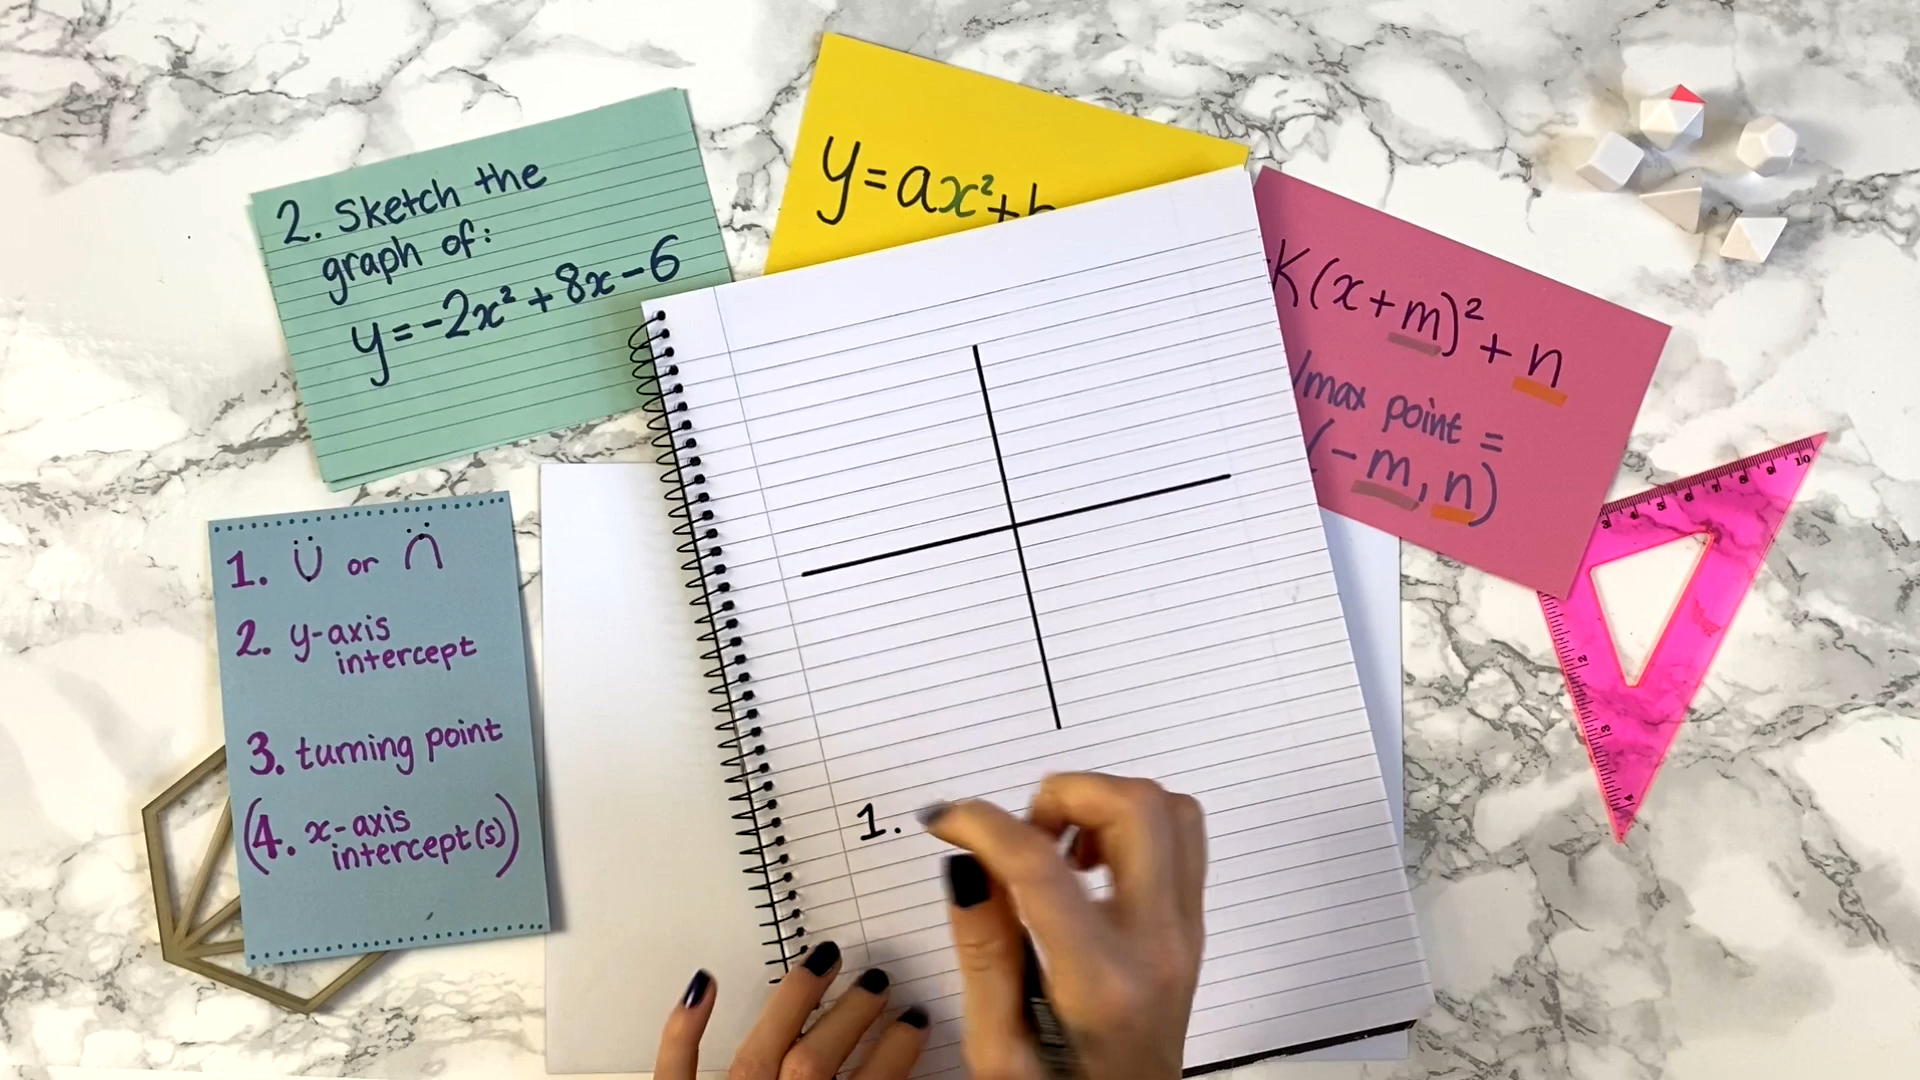 2. Sketch the
graph of:
y=-2x²+8x-6
y=ax²+b
K(x+m)²+n
/max point =
(-m, n)
1. Ü or
2. y-axis
intercept
3. turning point
(4. x-axis
intercept(s))
1.